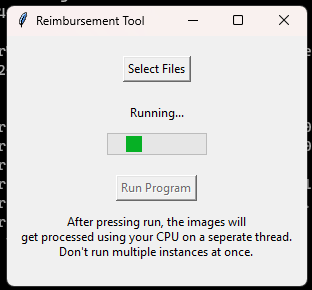 Reimbursement Tool
Select Files
Running...
Run Program
After pressing run, the images will
get processed using your CPU on a seperate thread.
Don't run multiple instances at once.